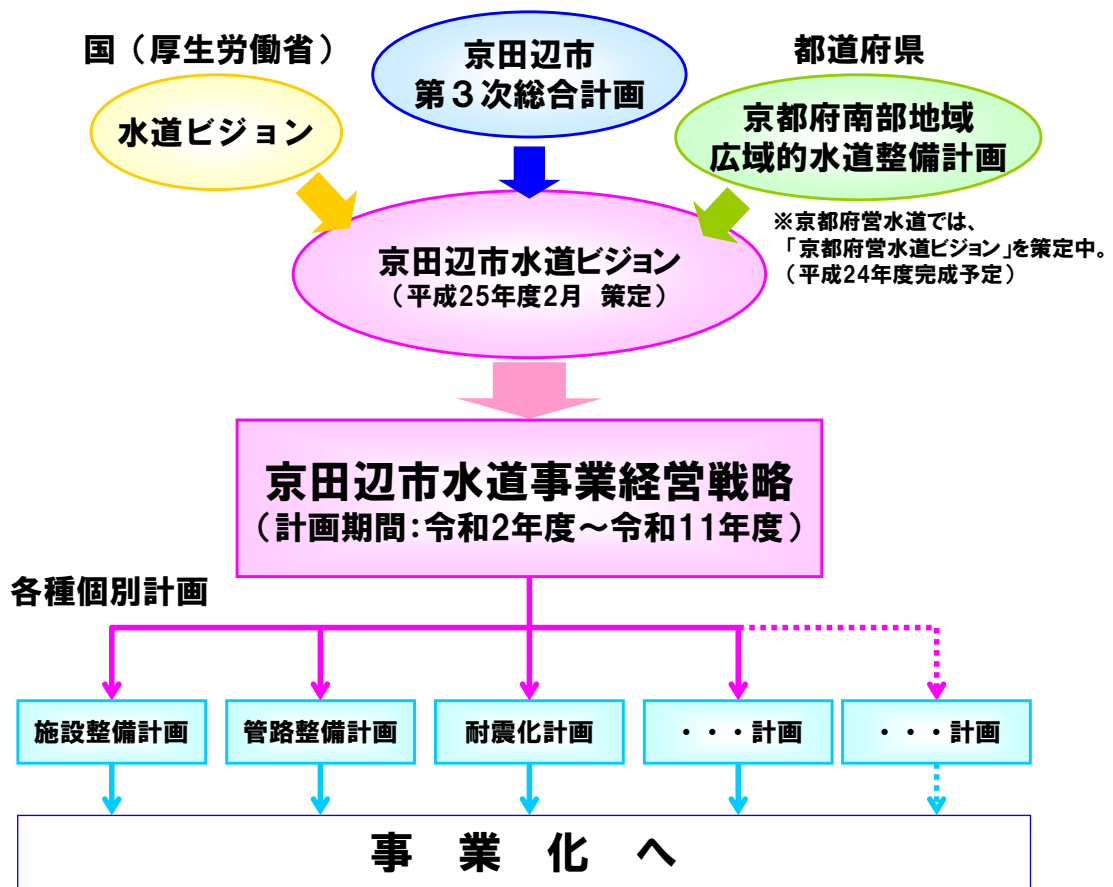 国（厚生労働省）
水道ビジョン
京田辺市
第３次総合計画
都道府県
京都府南部地域
広域的水道整備計画
※京都府営水道では、
「京都府営水道ビジョン」を策定中。
（平成24年度完成予定）
京田辺市水道ビジョン
（平成25年度2月 策定）
京田辺市水道事業経営戦略
（計画期間：令和2年度～令和11年度）
各種個別計画
施設整備計画
管路整備計画
耐震化計画
・・・計画
・・・計画
事 業 化 へ